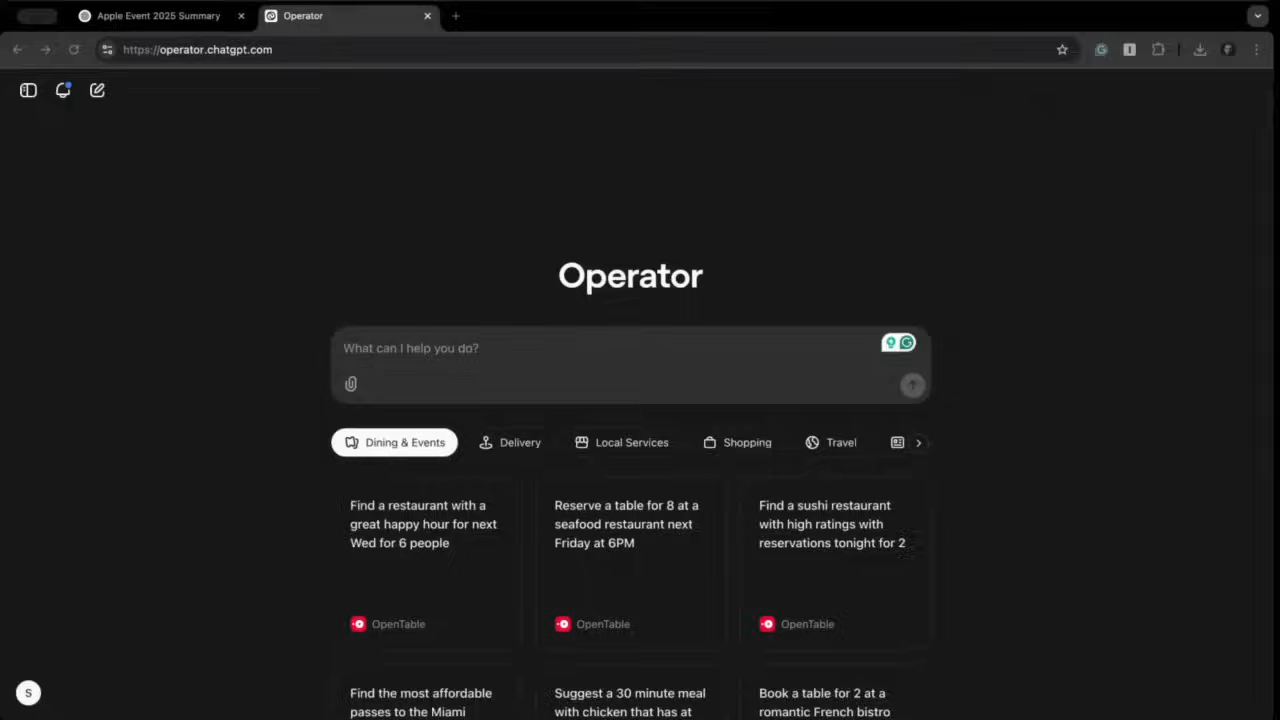 Apple Event 2025 Summary
Operator
https://operator.chatgpt.com
Operator
What can I help you do?
Dining & Events
Delivery
Local Services
Shopping
Travel
Find a restaurant with a
great happy hour for next
Wed for 6 people
OpenTable
Reserve a table for 8 at a
seafood restaurant next
Friday at 6PM
OpenTable
Find a sushi restaurant
with high ratings with
reservations tonight for 2
OpenTable
Find the most affordable
passes to the Miami
Suggest a 30 minute meal
with chicken that has at
Book a table for 2 at a
romantic French bistro
S